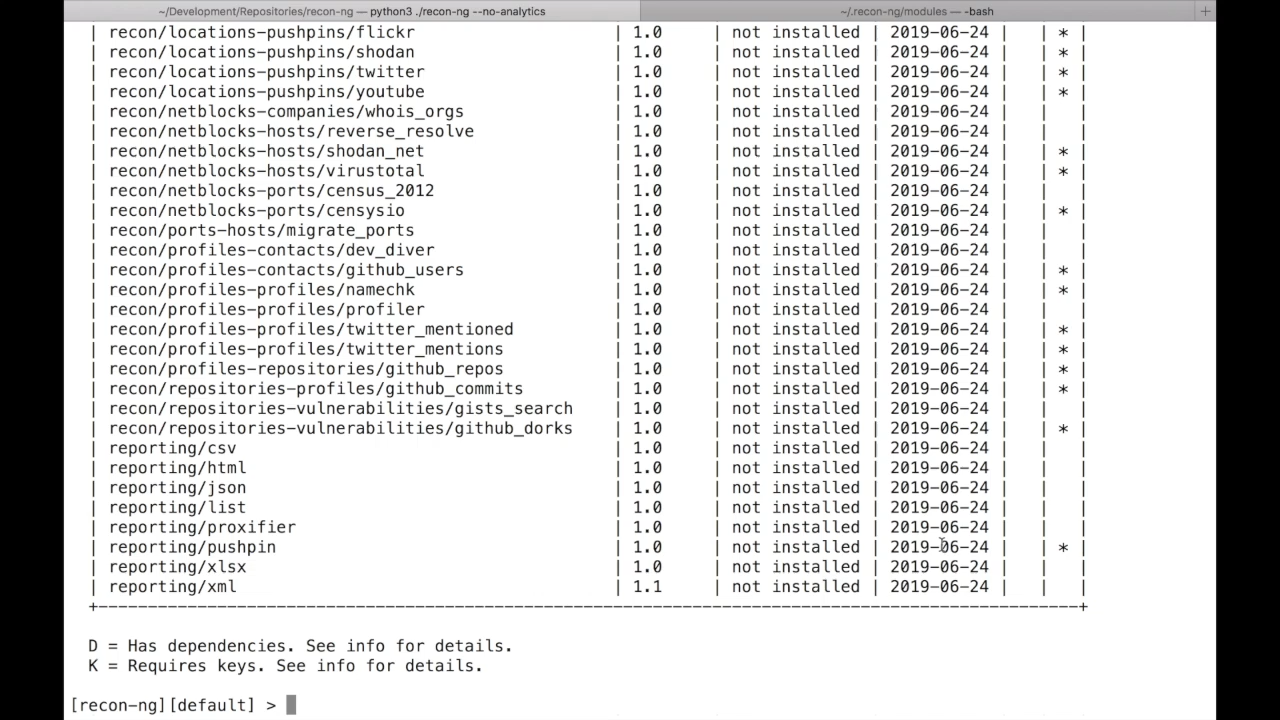 ~/Development/Repositories/recon-ng — python3 ./recon-ng --no-analytics ~/.recon-ng/modules — -bash +
| recon/locations-pushpins/flickr | 1.0 | not installed | 2019-06-24 | | * |
| recon/locations-pushpins/shodan | 1.0 | not installed | 2019-06-24 | | * |
| recon/locations-pushpins/twitter | 1.0 | not installed | 2019-06-24 | | * |
| recon/locations-pushpins/youtube | 1.0 | not installed | 2019-06-24 | | * |
| recon/netblocks-companies/whois_orgs | 1.0 | not installed | 2019-06-24 | | |
| recon/netblocks-hosts/reverse_resolve | 1.0 | not installed | 2019-06-24 | | |
| recon/netblocks-hosts/shodan_net | 1.0 | not installed | 2019-06-24 | | * |
| recon/netblocks-hosts/virustotal | 1.0 | not installed | 2019-06-24 | | * |
| recon/netblocks-ports/census_2012 | 1.0 | not installed | 2019-06-24 | | |
| recon/netblocks-ports/censysio | 1.0 | not installed | 2019-06-24 | | * |
| recon/ports-hosts/migrate_ports | 1.0 | not installed | 2019-06-24 | | |
| recon/profiles-contacts/dev_diver | 1.0 | not installed | 2019-06-24 | | |
| recon/profiles-contacts/github_users | 1.0 | not installed | 2019-06-24 | | * |
| recon/profiles-profiles/namechk | 1.0 | not installed | 2019-06-24 | | * |
| recon/profiles-profiles/profiler | 1.0 | not installed | 2019-06-24 | | |
| recon/profiles-profiles/twitter_mentioned | 1.0 | not installed | 2019-06-24 | | * |
| recon/profiles-profiles/twitter_mentions | 1.0 | not installed | 2019-06-24 | | * |
| recon/profiles-repositories/github_repos | 1.0 | not installed | 2019-06-24 | | * |
| recon/repositories-profiles/github_commits | 1.0 | not installed | 2019-06-24 | | * |
| recon/repositories-vulnerabilities/gists_search | 1.0 | not installed | 2019-06-24 | | |
| recon/repositories-vulnerabilities/github_dorks | 1.0 | not installed | 2019-06-24 | | * |
| reporting/csv | 1.0 | not installed | 2019-06-24 | | |
| reporting/html | 1.0 | not installed | 2019-06-24 | | |
| reporting/json | 1.0 | not installed | 2019-06-24 | | |
| reporting/list | 1.0 | not installed | 2019-06-24 | | |
| reporting/proxifier | 1.0 | not installed | 2019-06-24 | | |
| reporting/pushpin | 1.0 | not installed | 2019-06-24 | | * |
| reporting/xlsx | 1.0 | not installed | 2019-06-24 | | |
| reporting/xml | 1.1 | not installed | 2019-06-24 | | |
+---------------------------------------------------------------------------------------------------+
D = Has dependencies. See info for details.
K = Requires keys. See info for details.
[recon-ng][default] >